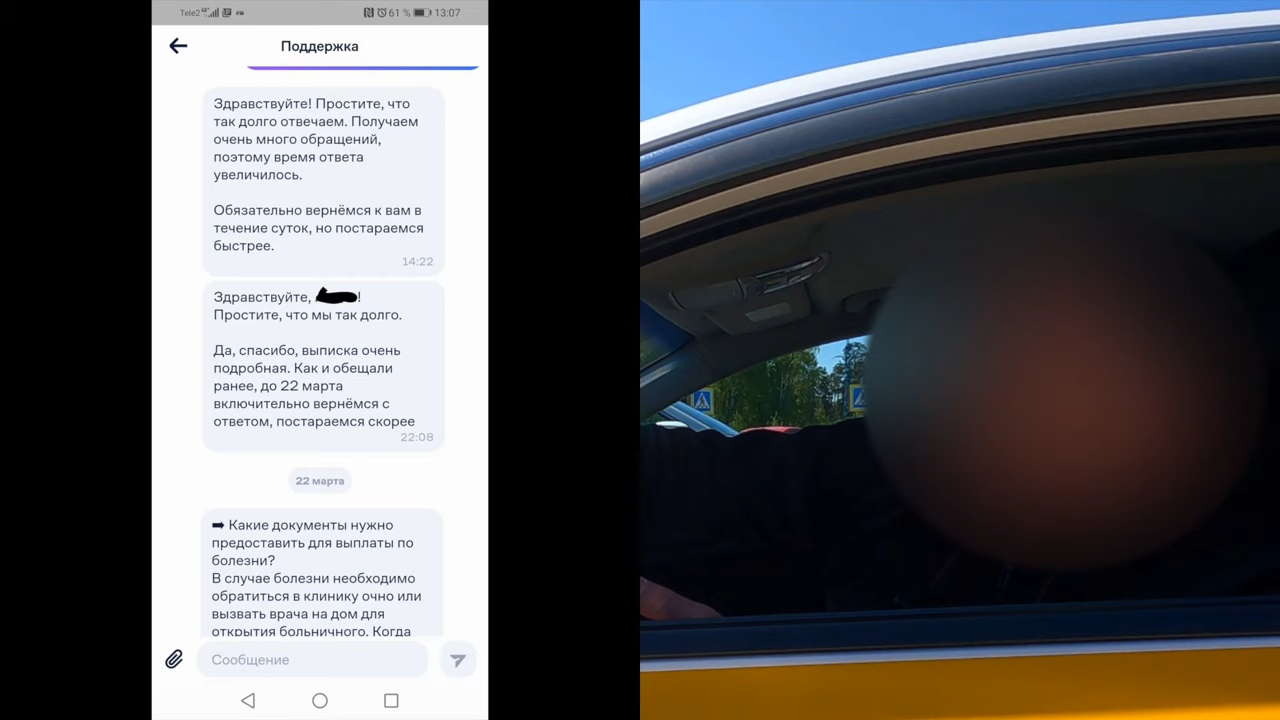 Tele2
61 %
13:07
Поддержка
Здравствуйте! Простите, что
так долго отвечаем. Получаем
очень много обращений,
поэтому время ответа
увеличилось.
Обязательно вернёмся к вам в
течение суток, но постараемся
быстрее.
14:22
Здравствуйте, !
Простите, что мы так долго.
Да, спасибо, выписка очень
подробная. Как и обещали
ранее, до 22 марта
включительно вернёмся с
ответом, постараемся скорее
22:08
22 марта
➡ Какие документы нужно
предоставить для выплаты по
болезни?
В случае болезни необходимо
обратиться в клинику очно или
вызвать врача на дом для
открытия больничного. Когда
Сообщение